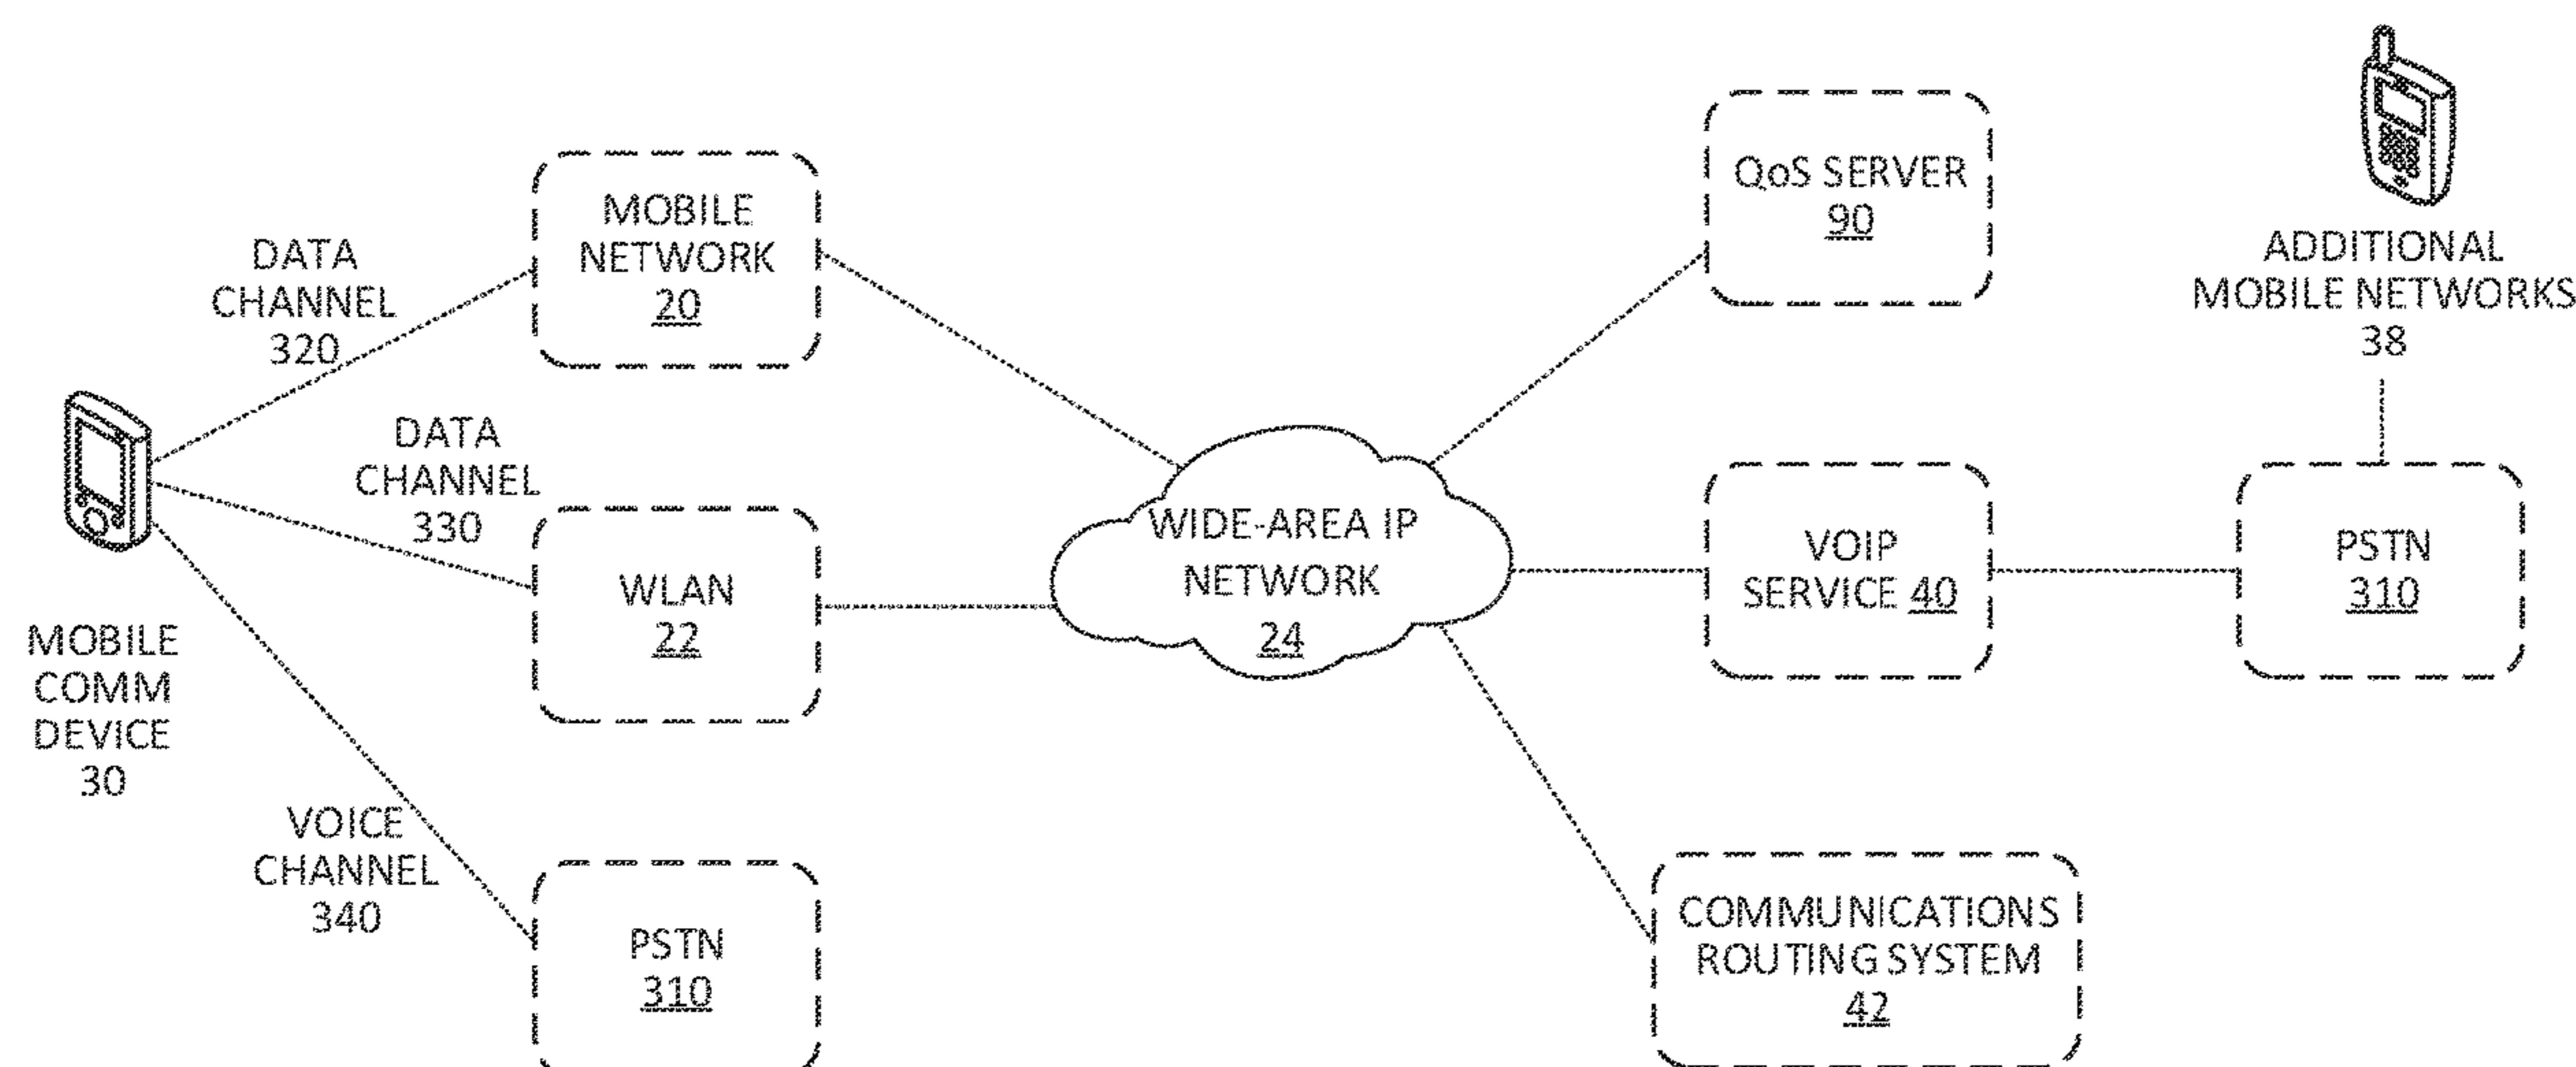 DATA
CHANNEL
320
MOBILE
NETWORK
20
DATA
CHANNEL
330
WLAN
22
MOBILE
COMM
DEVICE
30
VOICE
CHANNEL
340
PSTN
310
WIDE-AREA IP
NETWORK
24
QoS SERVER
90
VOIP
SERVICE 40
COMMUNICATIONS
ROUTING SYSTEM
42
ADDITIONAL
MOBILE NETWORKS
38
PSTN
310